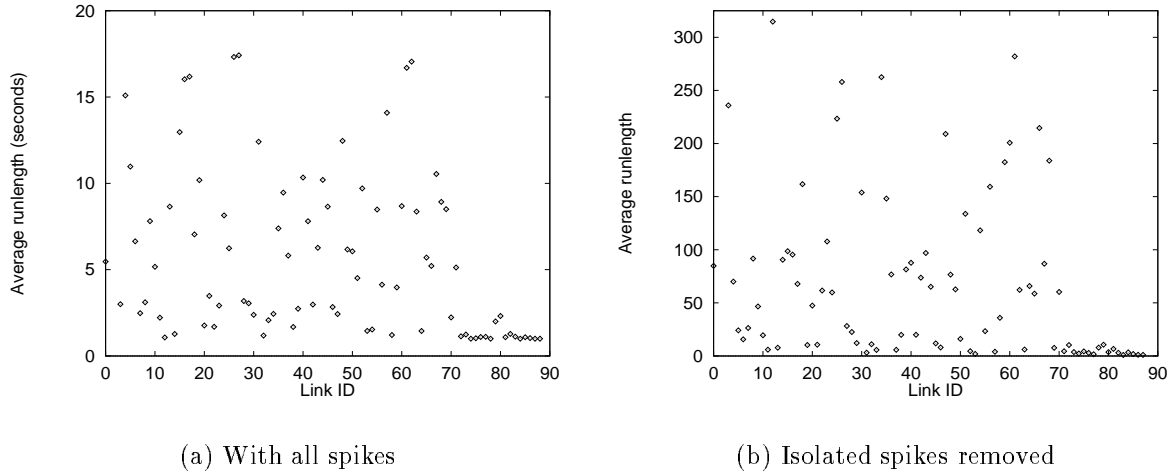 20
15
10
5
0
0 10 20 30 40 50 60 70 80 90
Average runlength (seconds)
Link ID
(a) With all spikes
300
250
200
150
100
50
0
0 10 20 30 40 50 60 70 80 90
Average runlength
Link ID
(b) Isolated spikes removed